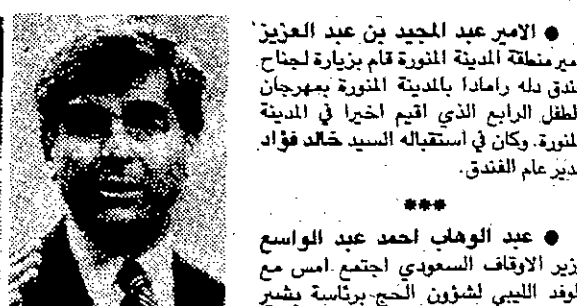 ● الامير عبد المجيد بن عبد العزيز
مير منطقة المدينة المنورة قام بزيارة لجناح
ندق دله رامادا بالمدينة المنورة بمهرجان
لطفل الرابع الذي اقيم اخيرا في المدينة
لمنورة. وكان في استقباله السيد خالد فؤاد
دير عام الفندق.
***
● عبد الوهاب احمد عبد الواسع
زير الاوقاف السعودي اجتمع امس مع
لوفد الليبي لشؤون الحج برئاسة بشير